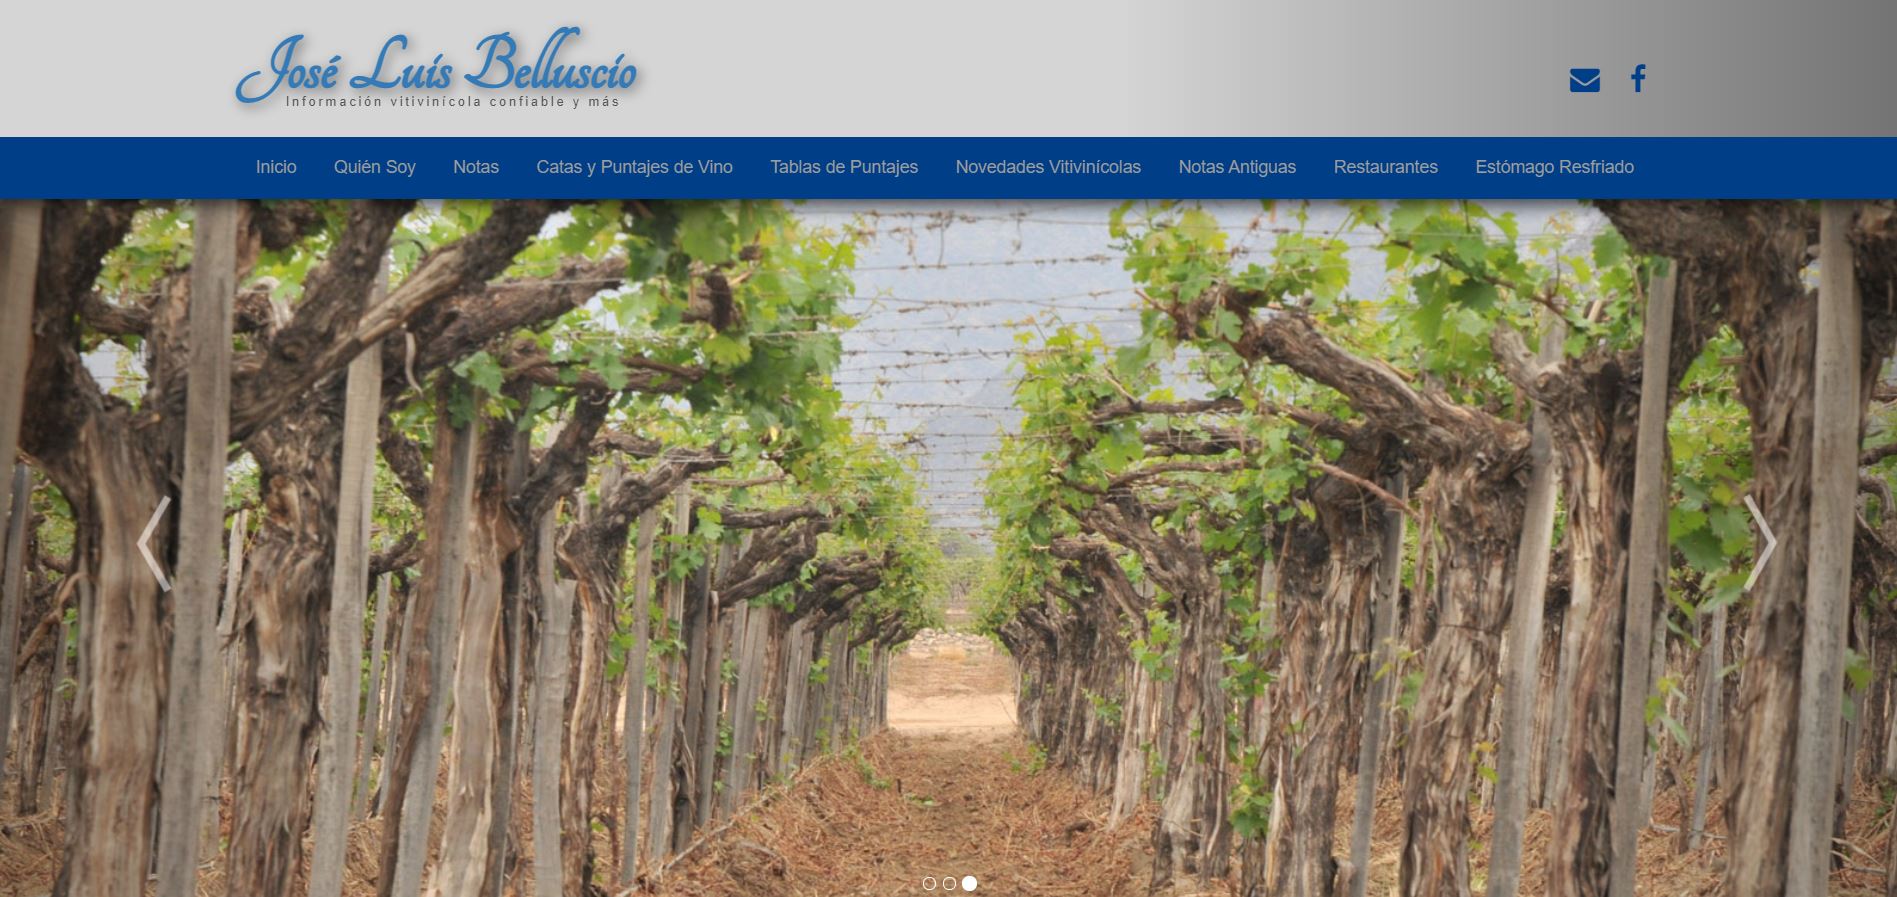 José Luis Belluscio
Información vitivinícola confiable y más
Inicio Quién Soy Notas Catas y Puntajes de Vino Tablas de Puntajes Novedades Vitivinícolas Notas Antiguas Restaurantes Estómago Resfriado